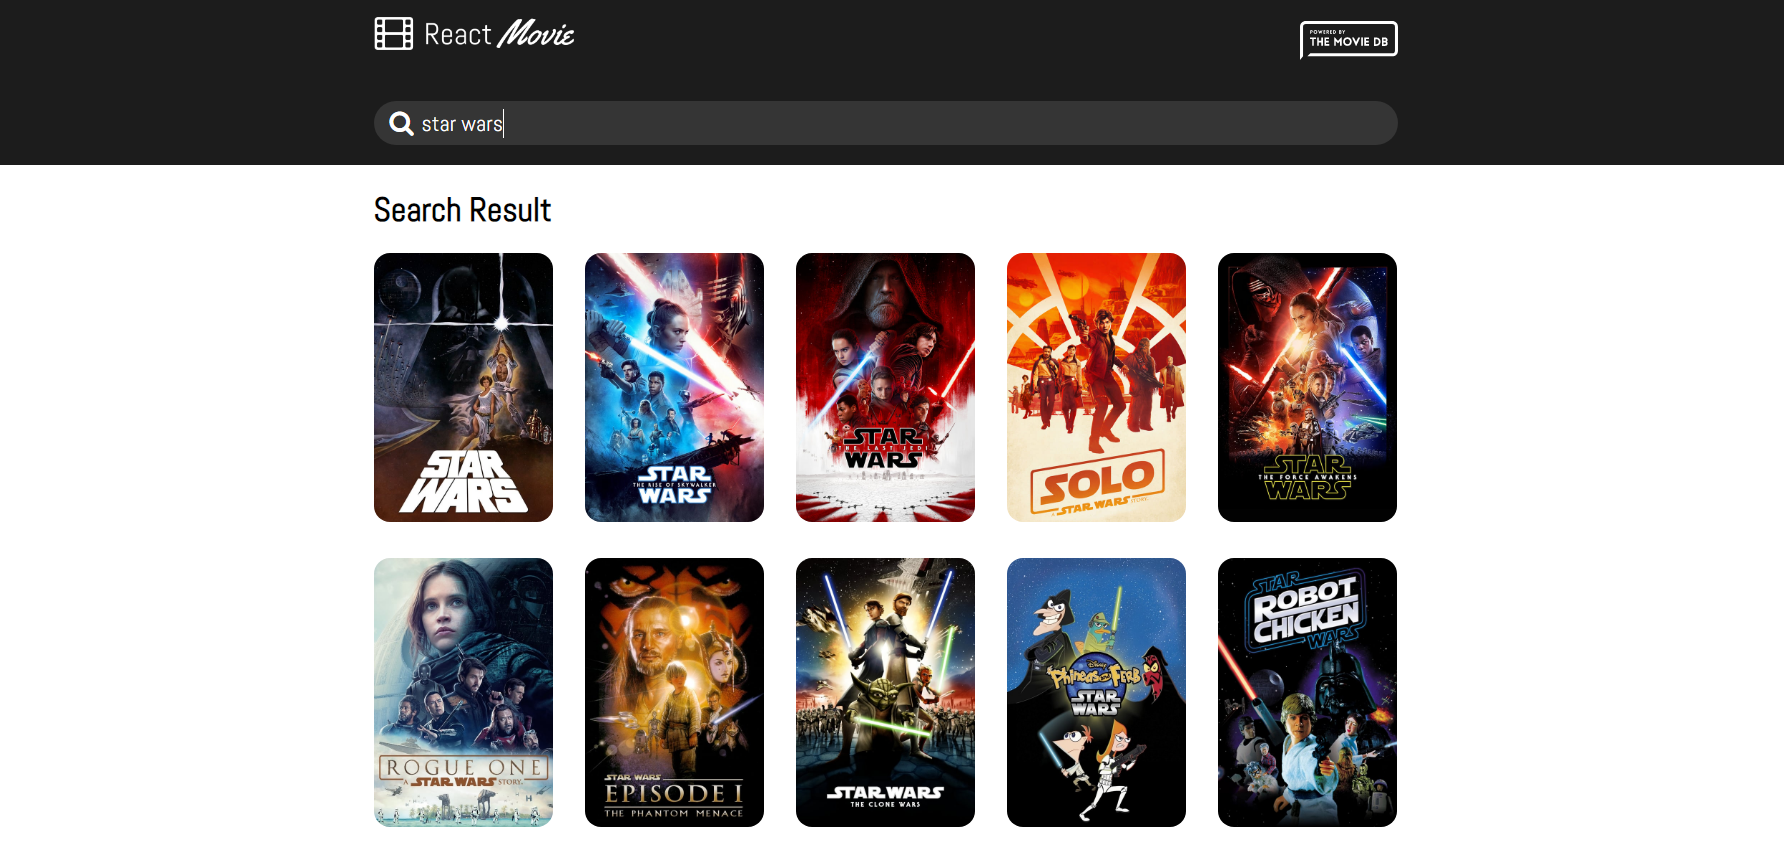 React Movie
POWERED BY
THE MOVIE DB
star wars
Search Result
STAR
WARS
STAR
THE RISE OF SKYWALKER
WARS
STAR
THE LAST JEDI
WARS
SOLO
A STAR WARS STORY
STAR
THE FORCE AWAKENS
WARS
ROGUE ONE
A STAR WARS STORY
STAR WARS
EPISODE I
THE PHANTOM MENACE
STAR WARS
THE CLONE WARS
Disney
Phineas and Ferb
STAR
WARS
STAR
ROBOT
CHICKEN
WARS